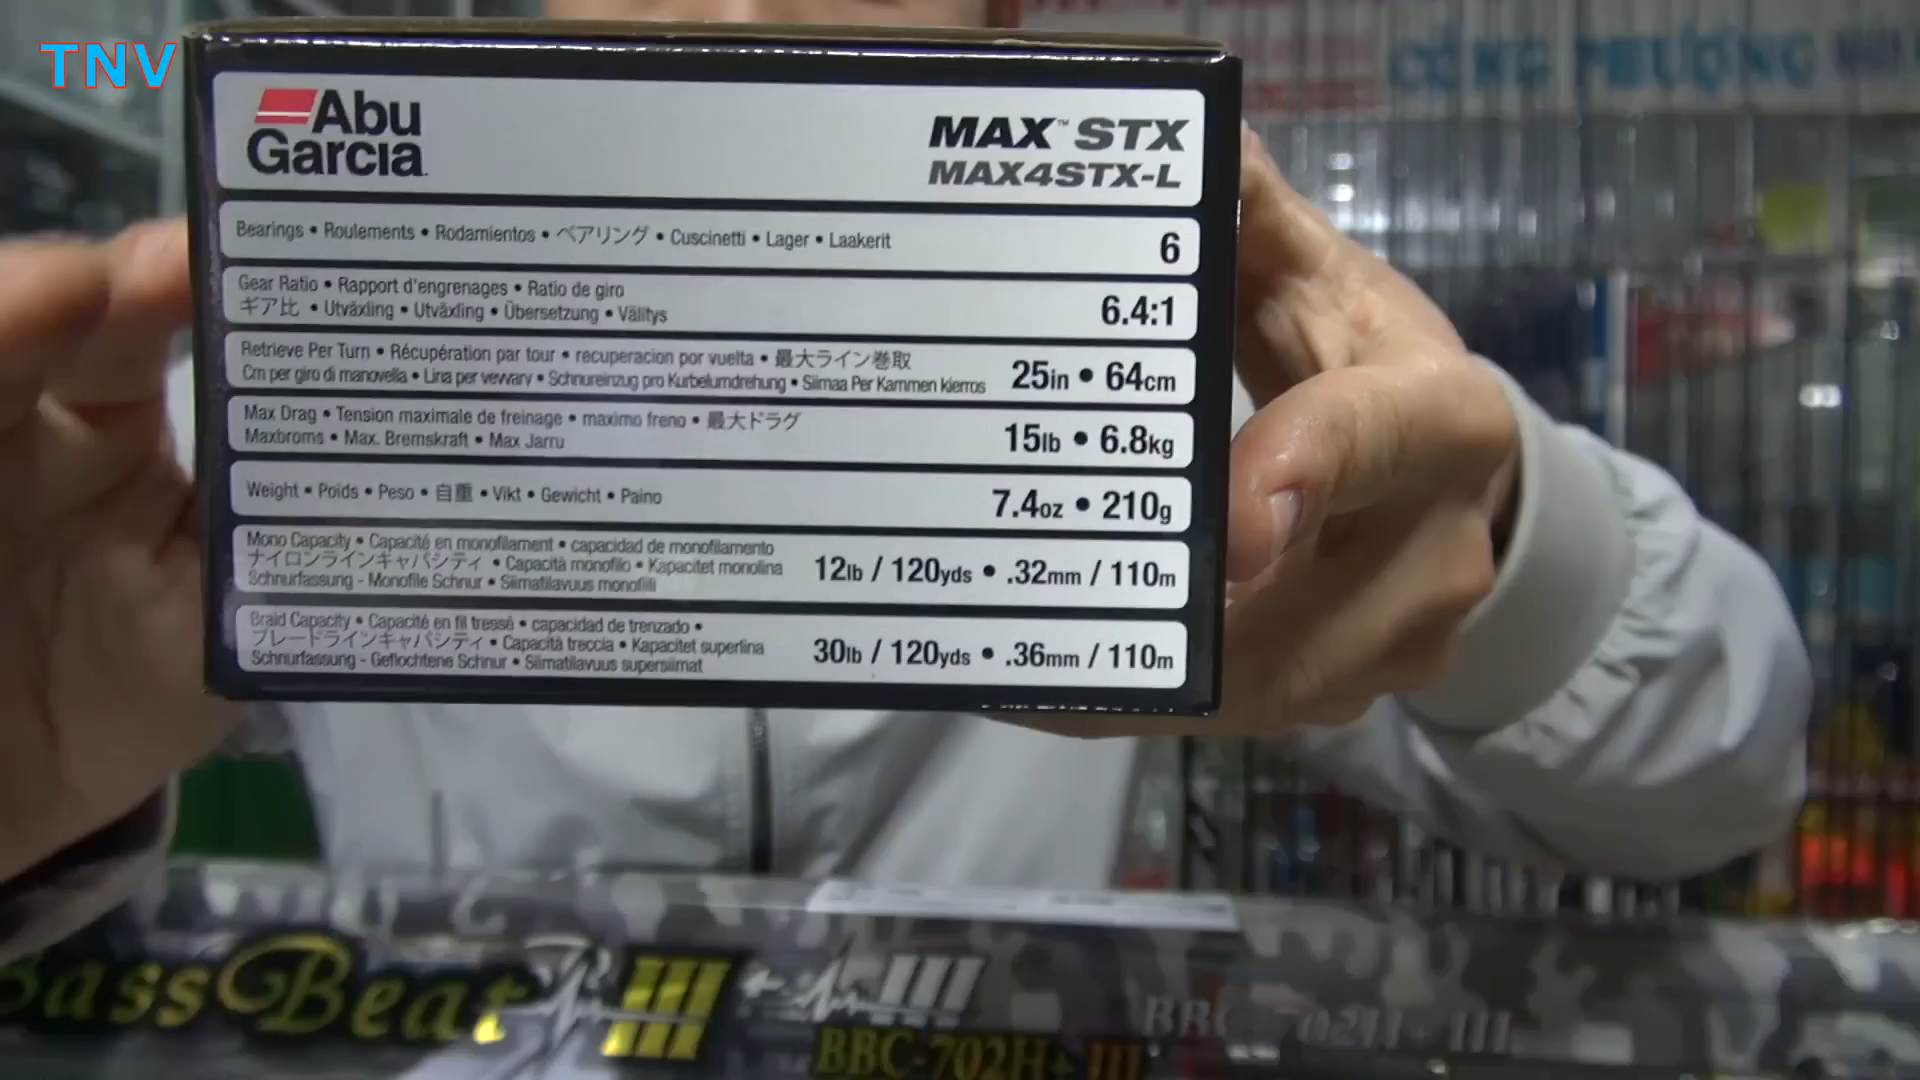 TNV
Abu
Garcia
MAX™ STX
MAX4STX-L
Bearings • Roulements • Rodamientos • ベアリング • Cuscinetti • Lager • Laakerit
6
Gear Ratio • Rapport d'engrenages • Ratio de giro
ギア比 • Utväxling • Utväxling • Übersetzung • Välitys
6.4:1
Retrieve Per Turn • Récupération par tour • recuperacion por vuelta • 最大ライン巻取
Cm per giro di manovella • Lina per vevvarv • Schnureinzug pro Kurbelumdrehung • Siimaa Per Kammen kierros
25in • 64cm
Max Drag • Tension maximale de freinage • maximo freno • 最大ドラグ
Maxbroms • Max. Bremskraft • Max Jarru
15lb • 6.8kg
Weight • Poids • Peso • 自重 • Vikt • Gewicht • Paino
7.4oz • 210g
Mono Capacity • Capacité en monofilament • capacidad de monofilamento
ナイロンラインキャパシティ • Capacità monofilo • Kapacitet monolina
Schnurfassung - Monofile Schnur • Siimatilavuus monofiili
12lb / 120yds • .32mm / 110m
Braid Capacity • Capacité en fil tressé • capacidad de trenzado •
ブレードラインキャパシティ • Capacità treccia • Kapacitet superlina
Schnurfassung - Geflochtene Schnur • Siimatilavuus supersiimat
30lb / 120yds • .36mm / 110m
CÔNG PHƯỢNG
BassBeat III
III
BBC-702H+ III
BBC-702H+ III